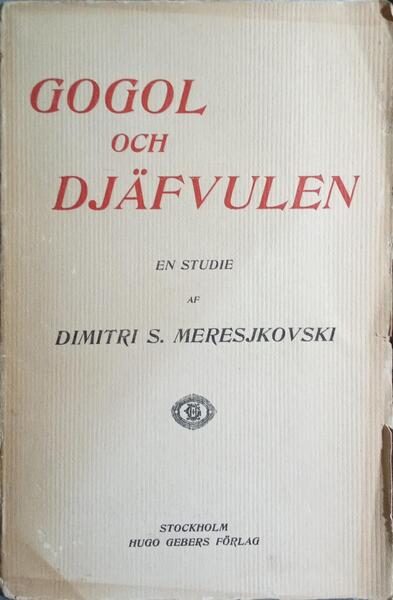 GOGOL
OCH
DJÄFVULEN
EN STUDIE
AF
DIMITRI S. MERESJKOVSKI
STOCKHOLM
HUGO GEBERS FÖRLAG